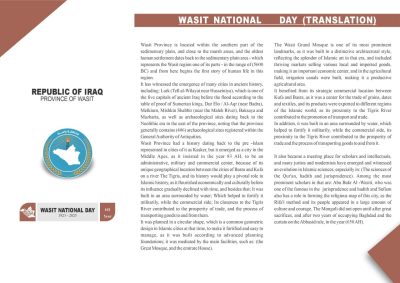 WASIT NATIONAL DAY (TRANSLATION)
REPUBLIC OF IRAQ
PROVINCE OF WASIT
WASIT NATIONAL DAY
Wasit Province is located within the southern part of the
sedimentary plain, and close to the marsh areas, and the oldest
human settlement dates back to the sedimentary plain area - which
represents the Wasit region one of its parts - in the range of (5000
BC) and from here begins the first story of human life in this
region.
It has witnessed the emergence of many cities in ancient history,
including: Lark (Tell al-Wilaya) near Hussainiya), which is one of
the five capitals of ancient Iraq before the flood according to the
table of proof of Sumerian kings, Dur Elo / Al-Aqr (near Badra),
Malkium, Mishkin Shabbir (near the Mahdi River), Baksaya and
Marhatta, as well as archaeological sites dating back to the
Neolithic era in the east of the province, noting that the province
generally contains (446) archaeological sites registered within the
General Authority of Antiquities.
Wasit Province had a history dating back to the pre -Islam
represented in cities of it as Kaskar, but it emerged as a city in the
Middle Ages, as it insisted in the year 83 AH, to be an
administrative, military and commercial center, because of its
unique geographical location between the cities of Basra and Kufa
on a river The Tigris, and its history would play a pivotal role in
Islamic history, as it flourished economically and culturally before
its influence gradually declined with time, and besides that, it was
built in an area surrounded by water, Which helped to fortify it
militarily, while the commercial side; its closeness to the Tigris
River contributed to the prosperity of trade, and the process of
transporting goods to and from them.
It was planned in a circular shape, which is a common geometric
design in Islamic cities at that time, to make it fortified and easy to
manage, as it was built according to advanced planning
foundations; it was mediated by the main facilities, such as: (the
Great Mosque, and the emirate House).
The Wasit Grand Mosque is one of its most prominent
landmarks, as it was built in a distinctive architectural style,
reflecting the splendor of Islamic art in that era, and included
thriving markets selling various local and imported goods,
making it an important economic center, and in the agricultural
field, irrigation canals were built, making it a productive
agricultural area.
It benefited from its strategic commercial location between
Kufa and Basra, as it was a center for the trade of grains, dates
and textiles, and its products were exported to different regions
of the Islamic world, as its proximity to the Tigris River
contributed to the promotion of transport and trade.
In addition, it was built in an area surrounded by water, which
helped to fortify it militarily, while the commercial side, its
proximity to the Tigris River contributed to the prosperity of
trade and the process of transporting goods to and from it.
It also became a teaching place for scholars and intellectuals,
and many jurists and modernists have emerged and witnessed
an evolution in Islamic sciences, especially in: (The sciences of
the Qur'an, hadith and jurisprudence). Among the most
prominent scholars in that are: Abu Bakr Al -Wasiti, who was
one of the famous in the jurisprudence and hadith and Sufism
also has a role in forming the religious map of this city, as the
Rifa'i method and its people appeared in a large amount of
culture and courage. The Mongols did not open until after great
sacrifices, and after two years of occupying Baghdad and the
curtain on the Abbasid rule, in the year (656 AH).